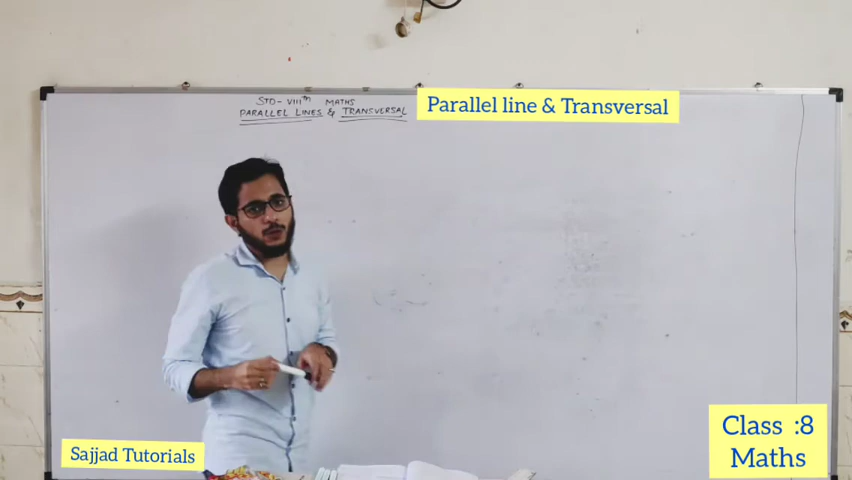 STD- VIIIth MATHS
PARALLEL LINES & TRANSVERSAL
Parallel line & Transversal
Sajjad Tutorials
Class :8
Maths